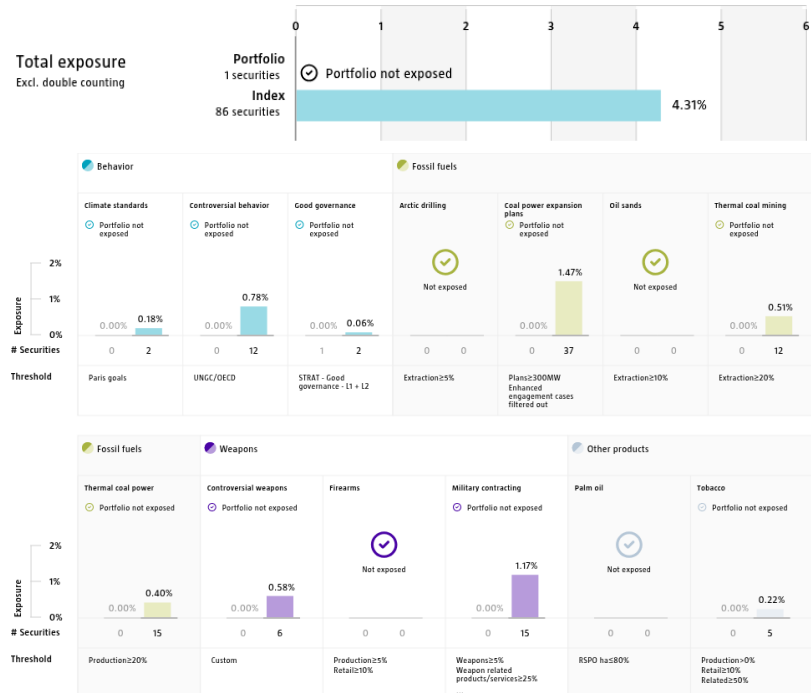 0 1 2 3 4 5 6
Total exposure
Excl. double counting
Portfolio
1 securities
Portfolio not exposed
Index
86 securities
4.31%
Behavior
Fossil fuels
Climate standards
Controversial behavior
Good governance
Arctic drilling
Coal power expansion
plans
Oil sands
Thermal coal mining
Portfolio not
exposed
Portfolio not
exposed
Portfolio not
exposed
Portfolio not
exposed
Portfolio not
exposed
Not exposed
Not exposed
Exposure
2%
1%
0%
0.00% 0.18%
0.00% 0.78%
0.00% 0.06%
0.00% 1.47%
0.00% 0.51%
# Securities 0 2 0 12 1 2 0 0 0 37 0 0 0 12
Threshold
Paris goals
UNGC/OECD
STRAT - Good
governance - L1 + L2
Extraction≥5%
Plans≥300MW
Enhanced
engagement cases
filtered out
Extraction≥10%
Extraction≥20%
Fossil fuels
Weapons
Other products
Thermal coal power
Controversial weapons
Firearms
Military contracting
Palm oil
Tobacco
Portfolio not exposed
Portfolio not exposed
Portfolio not exposed
Portfolio not exposed
Not exposed
Not exposed
Exposure
2%
1%
0%
0.00% 0.40%
0.00% 0.58%
0.00% 1.17%
0.00% 0.22%
# Securities 0 15 0 6 0 0 0 15 0 0 0 5
Threshold
Production≥20%
Custom
Production≥5%
Retail≥10%
Weapons≥5%
Weapon related
products/services≥25%
RSPO ha≤80%
Production>0%
Retail≥10%
Related≥50%